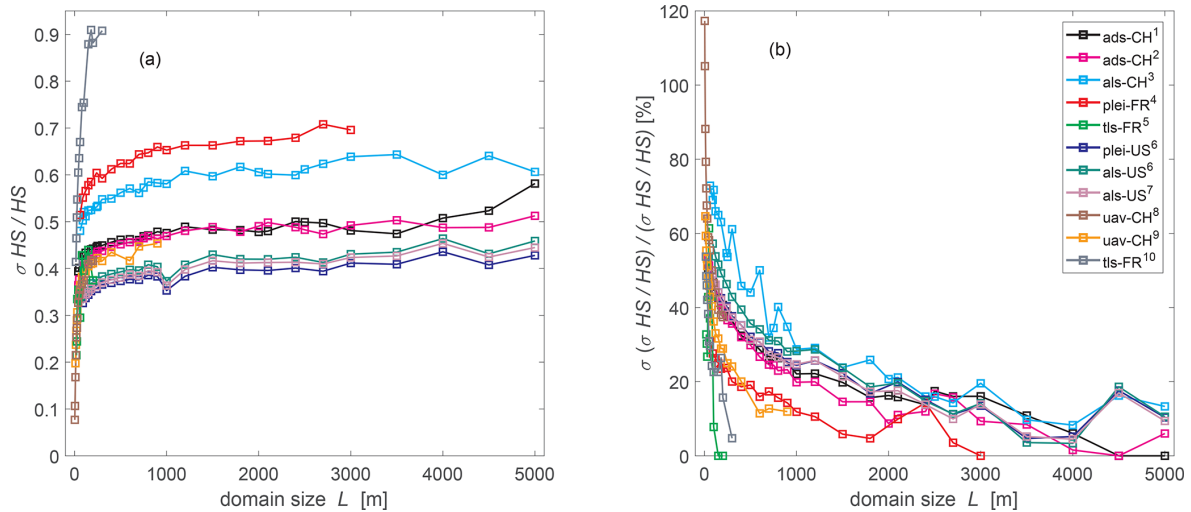 (a)
σ HS / HS
0.9
0.8
0.7
0.6
0.5
0.4
0.3
0.2
0.1
0
0 1000 2000 3000 4000 5000
domain size L [m]
(b)
σ (σ HS / HS) / (σ HS / HS) [%]
120
100
80
60
40
20
0
0 1000 2000 3000 4000 5000
domain size L [m]
ads-CH¹
ads-CH²
als-CH³
plei-FR⁴
tls-FR⁵
plei-US⁶
als-US⁶
als-US⁷
uav-CH⁸
uav-CH⁹
tls-FR¹⁰